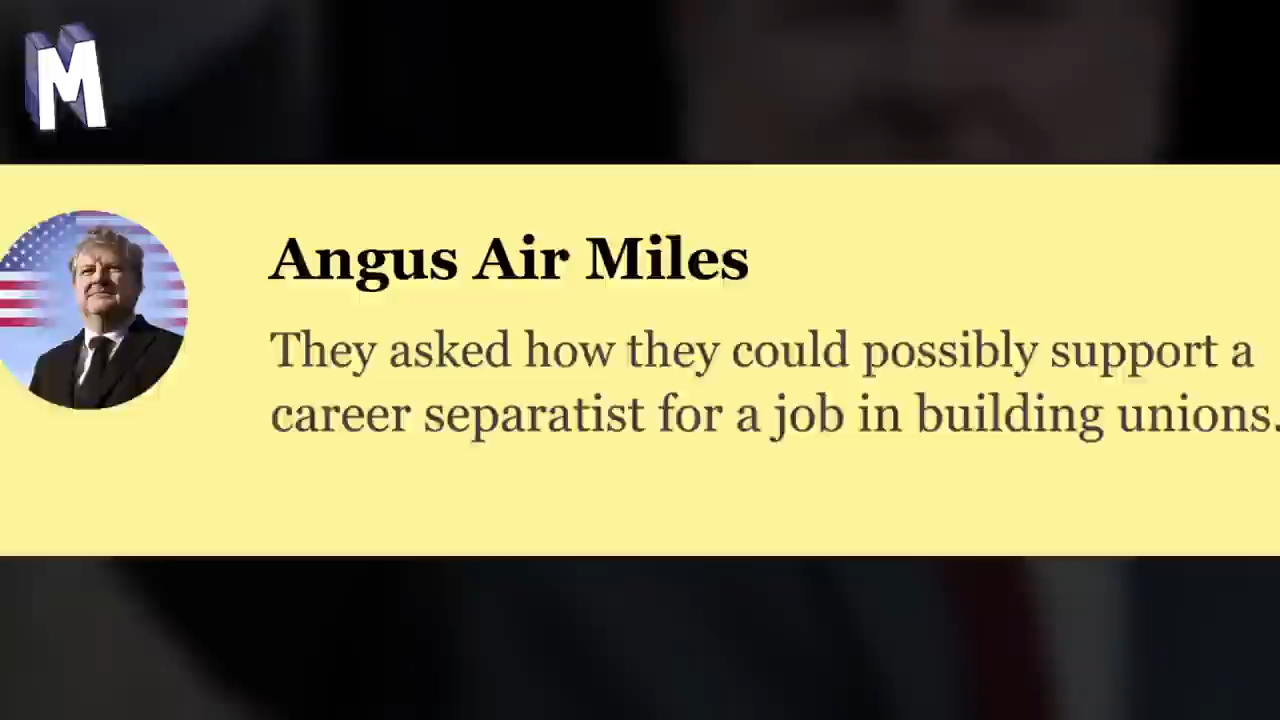 M
Angus Air Miles
They asked how they could possibly support a
career separatist for a job in building unions.